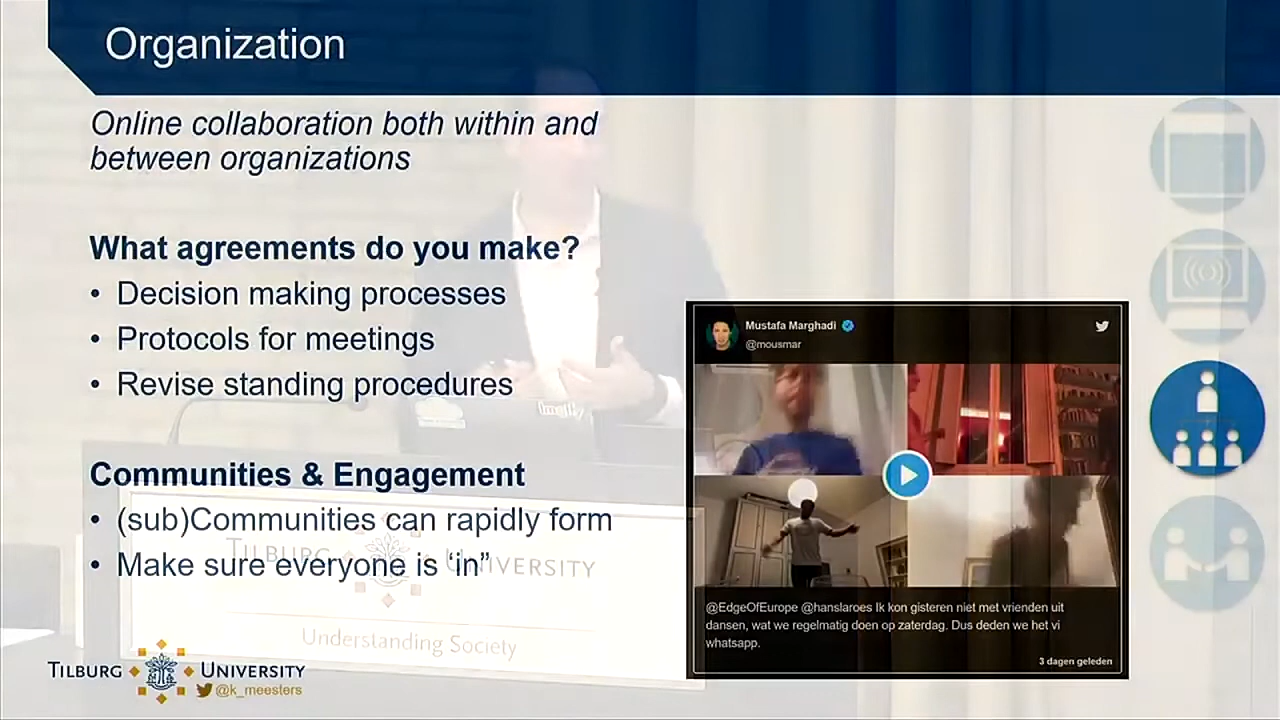 Organization
Online collaboration both within and
between organizations
What agreements do you make?
• Decision making processes
• Protocols for meetings
• Revise standing procedures
Communities & Engagement
• (sub)Communities can rapidly form
• Make sure everyone is ‘in”
Mustafa Marghadi
@mousmar
@EdgeOfEurope @hanslaroes Ik kon gisteren niet met vrienden uit
dansen, wat we regelmatig doen op zaterdag. Dus deden we het vi
whatsapp.
3 dagen geleden
TILBURG UNIVERSITY
Understanding Society
TILBURG UNIVERSITY
@k_meesters